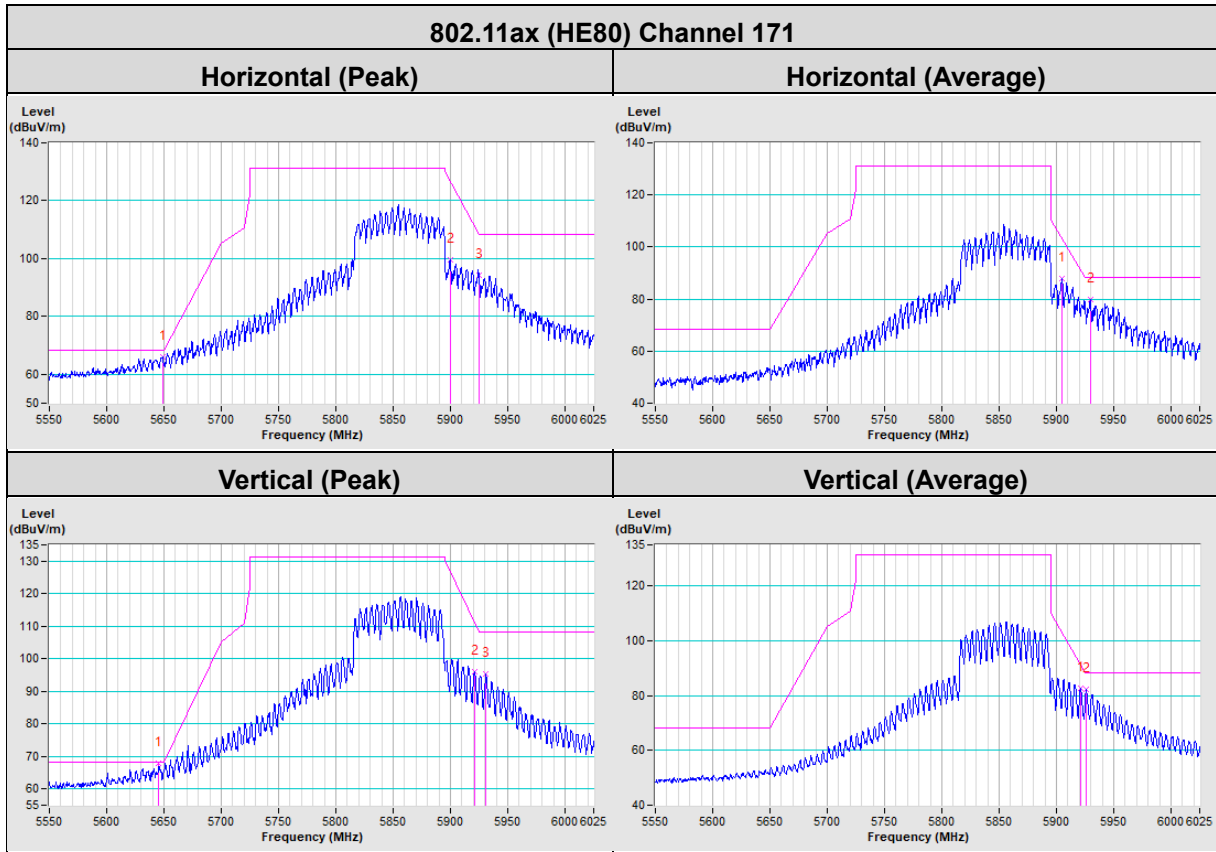 802.11ax (HE80) Channel 171
Horizontal (Peak)
Horizontal (Average)
Level
(dBuV/m)
140
120
100
80
60
50
1
2
3
5550 5600 5650 5700 5750 5800 5850 5900 5950 6000 6025
Frequency (MHz)
Level
(dBuV/m)
140
120
100
80
60
40
1
2
5550 5600 5650 5700 5750 5800 5850 5900 5950 6000 6025
Frequency (MHz)
Vertical (Peak)
Vertical (Average)
Level
(dBuV/m)
135
130
120
110
100
90
80
70
60
55
1
2 3
5550 5600 5650 5700 5750 5800 5850 5900 5950 6000 6025
Frequency (MHz)
Level
(dBuV/m)
135
120
100
80
60
40
12
5550 5600 5650 5700 5750 5800 5850 5900 5950 6000 6025
Frequency (MHz)